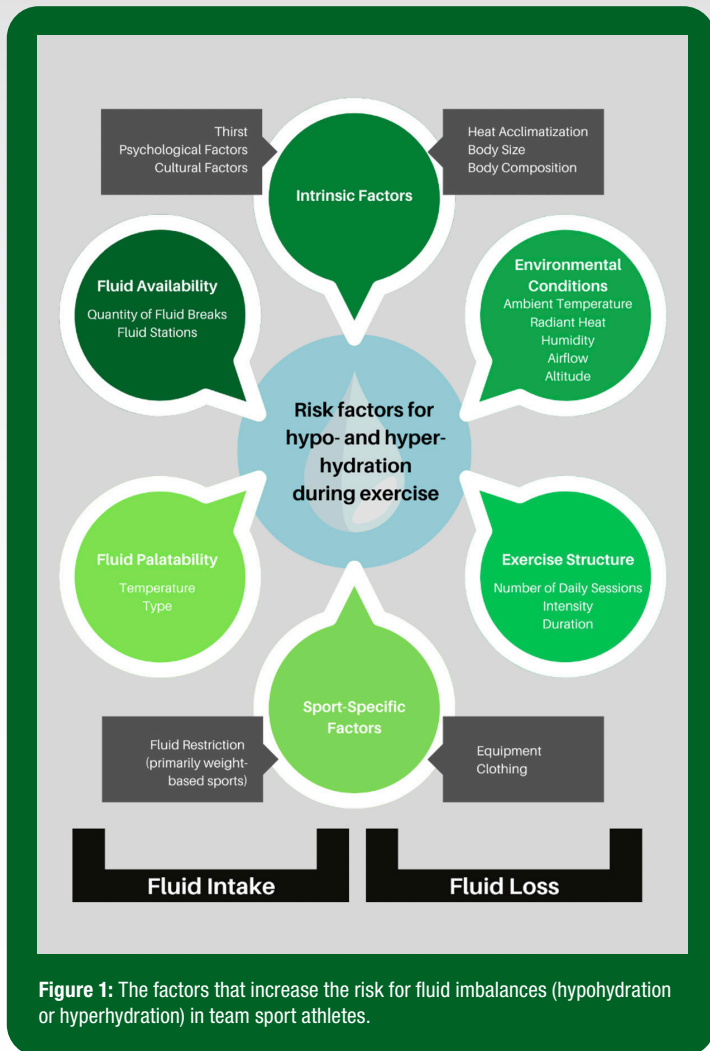 Thirst
Psychological Factors
Cultural Factors
Heat Acclimatization
Body Size
Body Composition
Intrinsic Factors
Fluid Availability
Quantity of Fluid Breaks
Fluid Stations
Environmental
Conditions
Ambient Temperature
Radiant Heat
Humidity
Airflow
Altitude
Risk factors for
hypo- and hyper-
hydration
during exercise
Fluid Palatability
Temperature
Type
Exercise Structure
Number of Daily Sessions
Intensity
Duration
Sport-Specific
Factors
Fluid Restriction
(primarily weight-
based sports)
Equipment
Clothing
Fluid Intake
Fluid Loss
Figure 1: The factors that increase the risk for fluid imbalances (hypohydration
or hyperhydration) in team sport athletes.